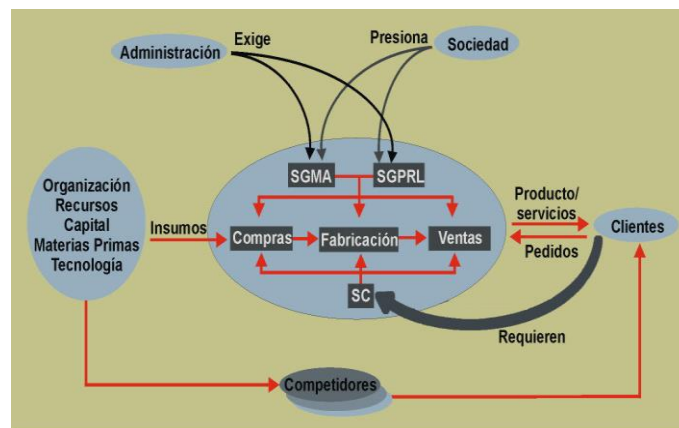 Administración
Exige
Presiona
Sociedad
SGMA
SGPRL
Organización
Recursos
Capital
Materias Primas
Tecnología
Insumos
Compras
Fabricación
Ventas
Producto/
servicios
Pedidos
Clientes
SC
Requieren
Competidores